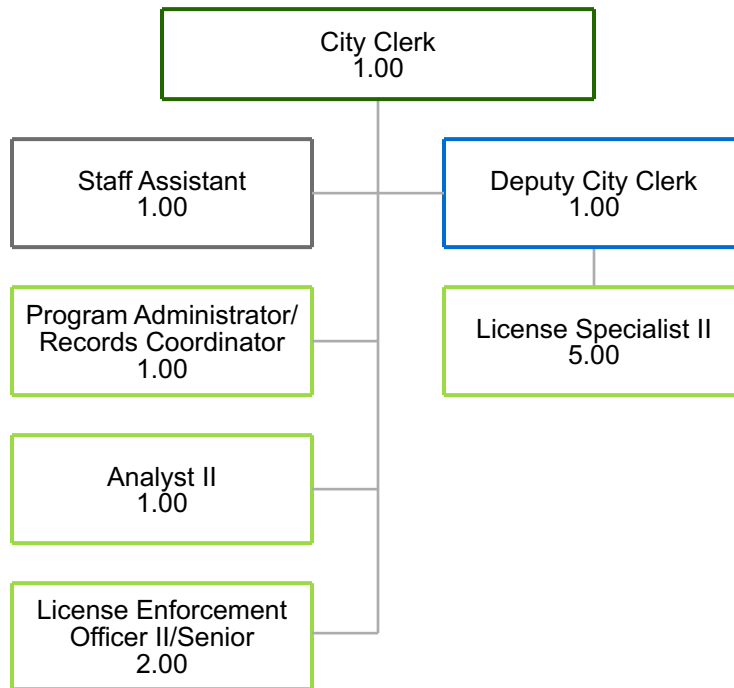 City Clerk
1.00
Staff Assistant
1.00
Deputy City Clerk
1.00
Program Administrator/
Records Coordinator
1.00
License Specialist II
5.00
Analyst II
1.00
License Enforcement
Officer II/Senior
2.00